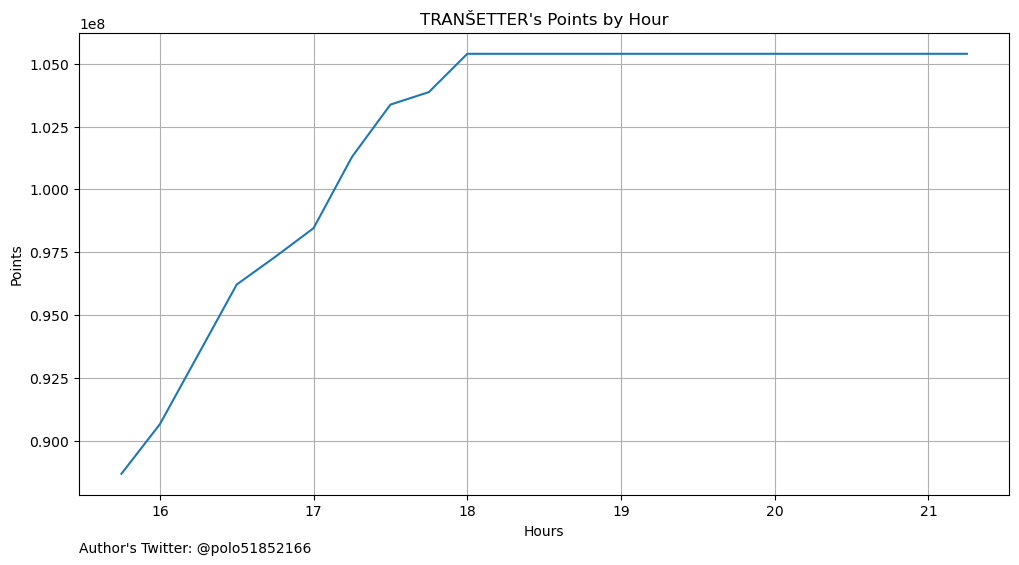 TRANŠETTER's Points by Hour
1e8
1.050
1.025
1.000
0.975
0.950
0.925
0.900
Points
16 17 18 19 20 21
Hours
Author's Twitter: @polo51852166